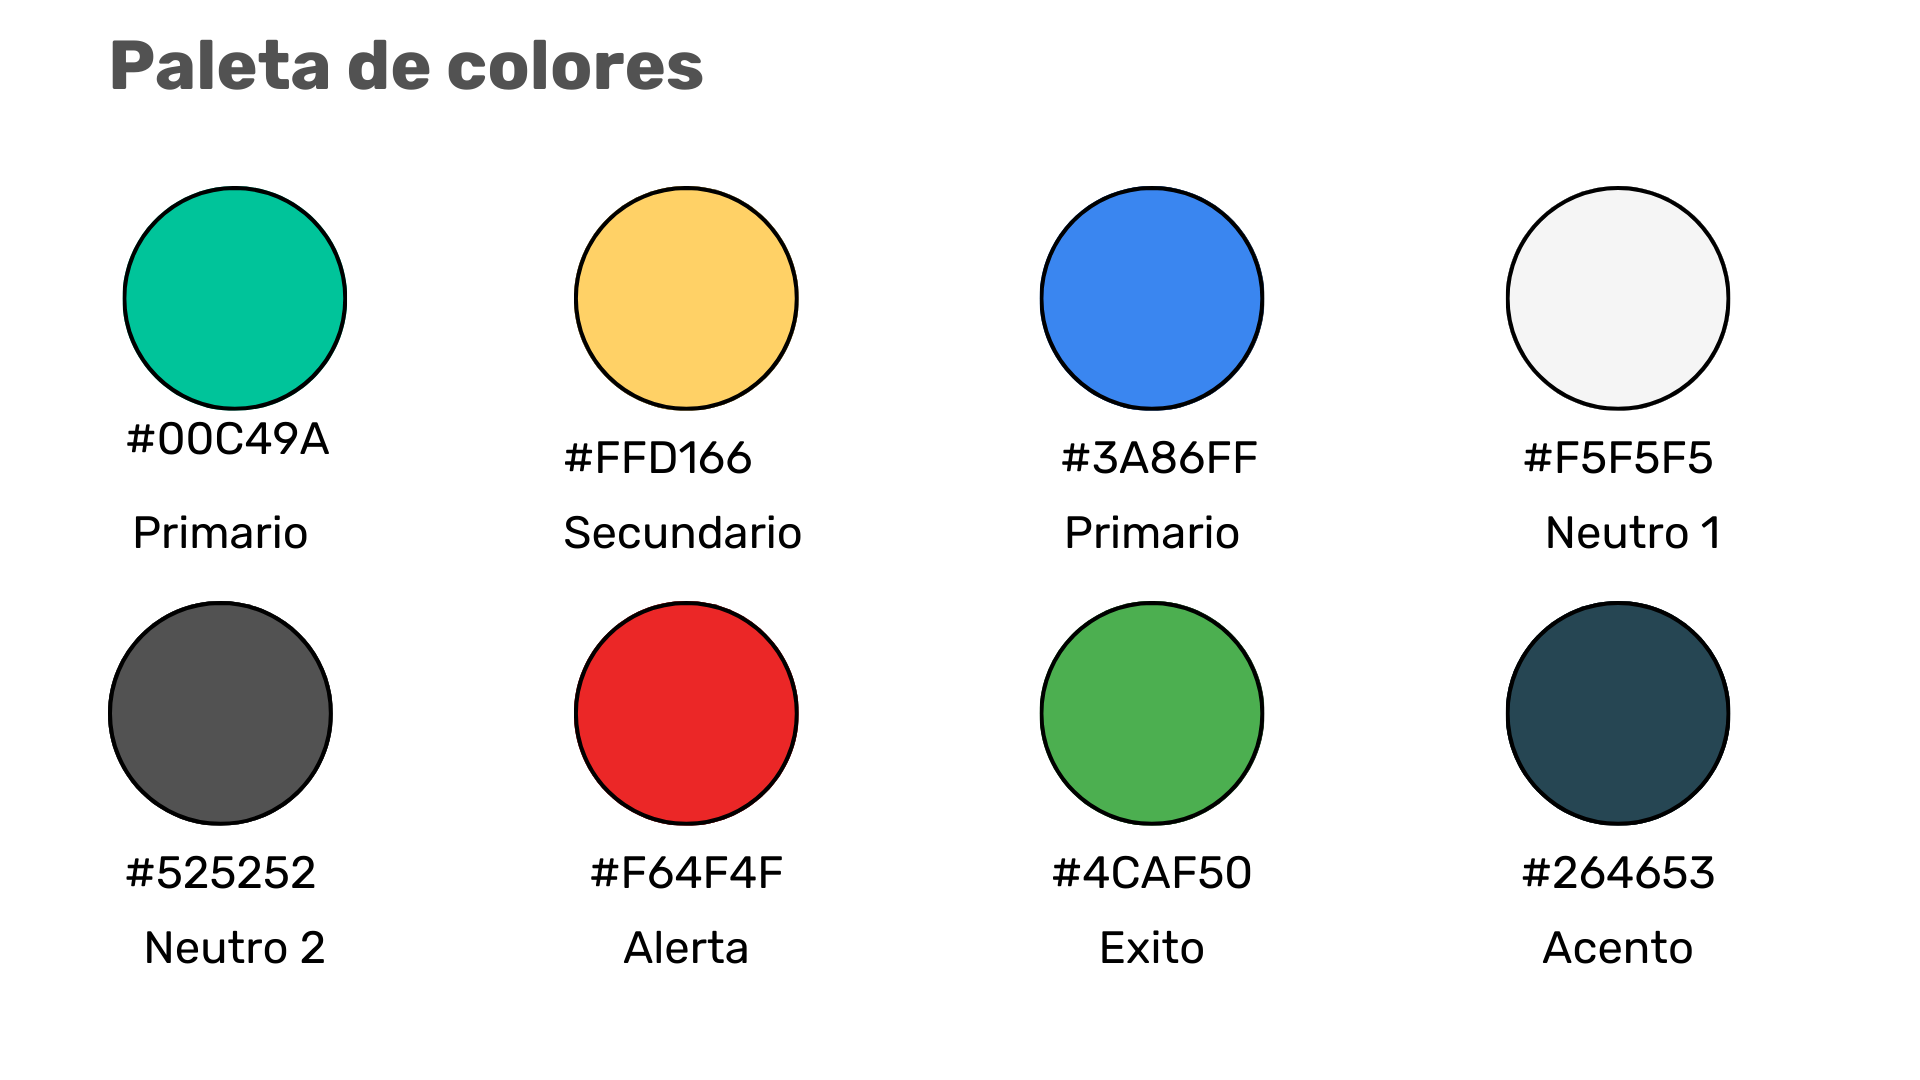 Paleta de colores
#00C49A
#FFD166
#3A86FF
#F5F5F5
Primario
Secundario
Primario
Neutro 1
#525252
#F64F4F
#4CAF50
#264653
Neutro 2
Alerta
Exito
Acento